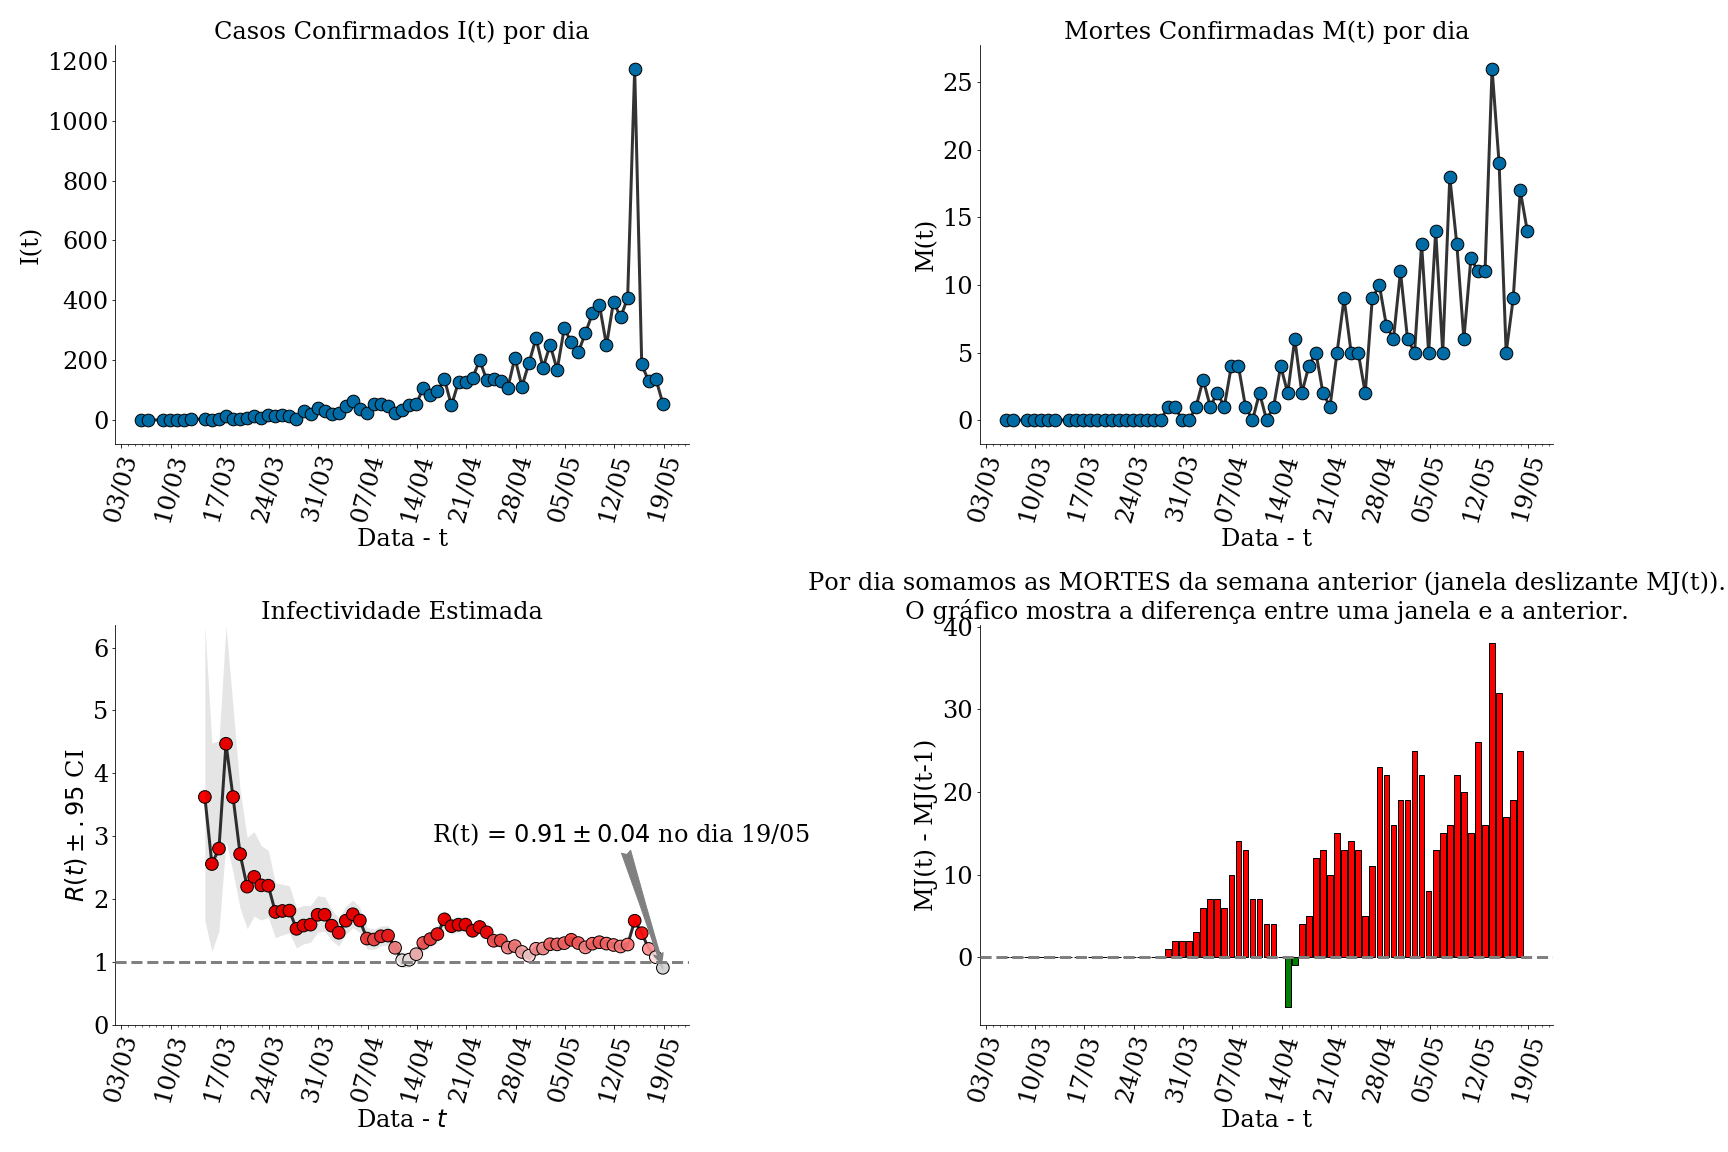 Casos Confirmados I(t) por dia
1200
1000
800
600
400
200
0
I(t)
03/03 10/03 17/03 24/03 31/03 07/04 14/04 21/04 28/04 05/05 12/05 19/05
Data - t
Mortes Confirmadas M(t) por dia
25
20
15
10
5
0
M(t)
03/03 10/03 17/03 24/03 31/03 07/04 14/04 21/04 28/04 05/05 12/05 19/05
Data - t
Infectividade Estimada
6
5
4
3
2
1
0
R(t) ± .95 CI
R(t) = 0.91 ± 0.04 no dia 19/05
03/03 10/03 17/03 24/03 31/03 07/04 14/04 21/04 28/04 05/05 12/05 19/05
Data - t
Por dia somamos as MORTES da semana anterior (janela deslizante MJ(t)).
O gráfico mostra a diferença entre uma janela e a anterior.
40
30
20
10
0
MJ(t) - MJ(t-1)
03/03 10/03 17/03 24/03 31/03 07/04 14/04 21/04 28/04 05/05 12/05 19/05
Data - t